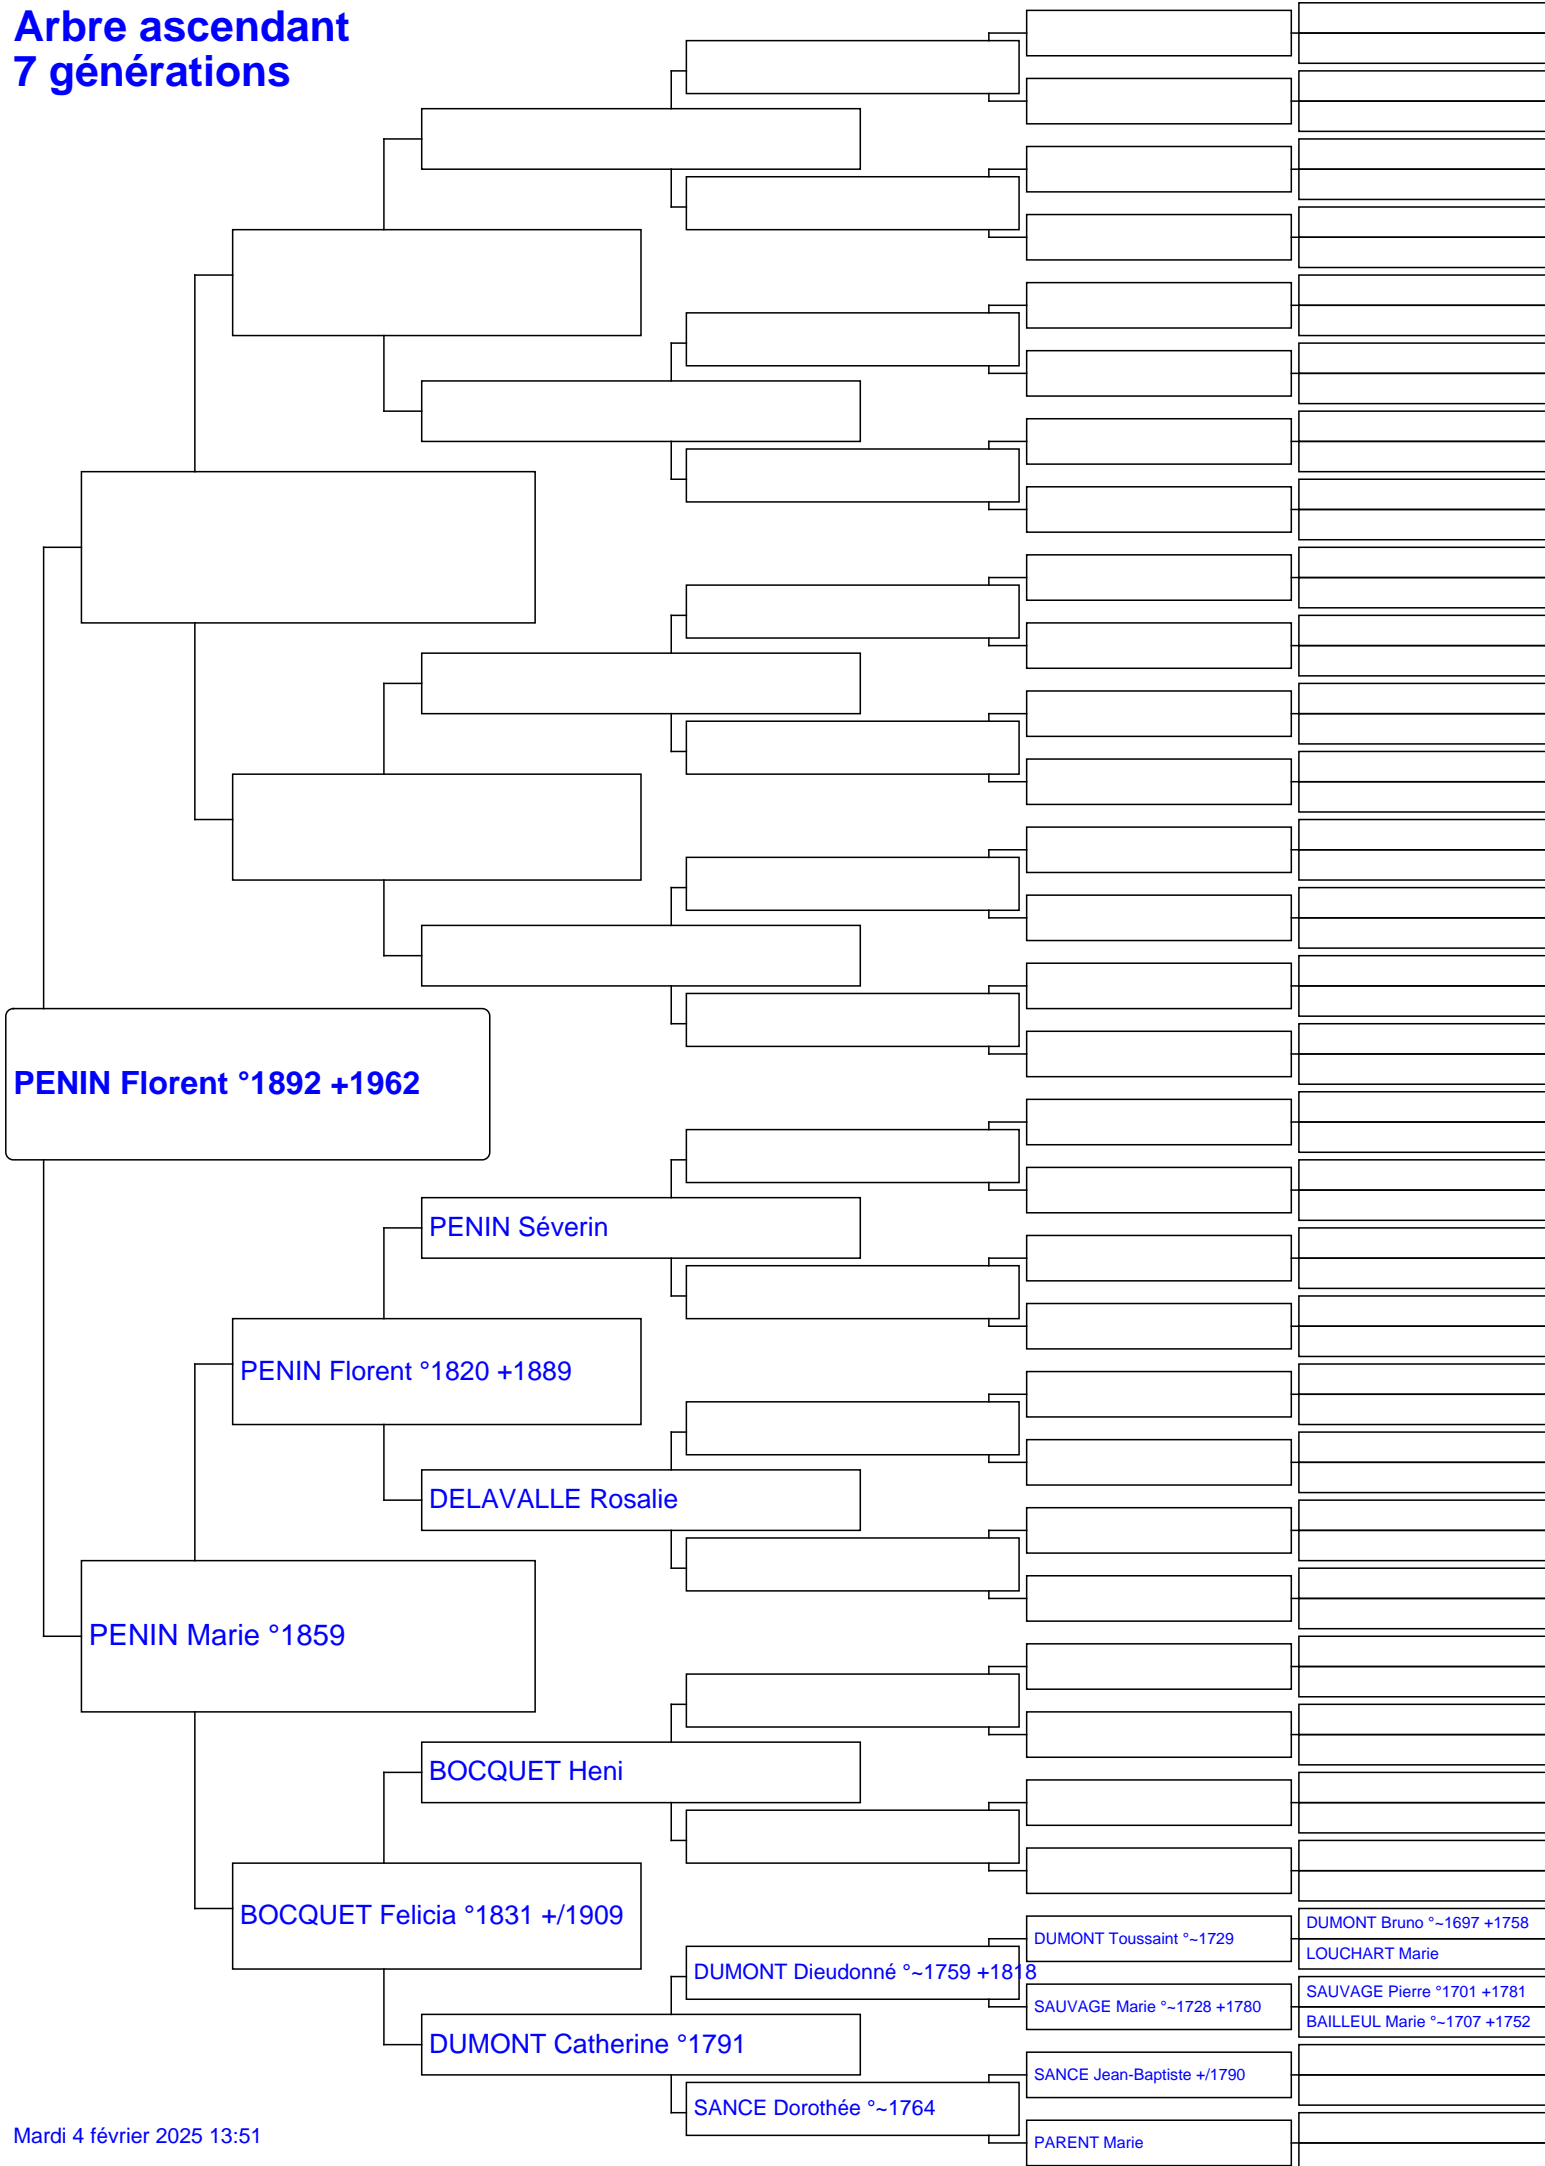 Arbre ascendant
7 générations
PENIN Florent °1892 +1962
PENIN Séverin
PENIN Florent °1820 +1889
DELAVALLE Rosalie
PENIN Marie °1859
BOCQUET Heni
BOCQUET Felicia °1831 +/1909
DUMONT Bruno °~1697 +1758
DUMONT Toussaint °~1729
LOUCHART Marie
DUMONT Dieudonné °~1759 +1818
SAUVAGE Pierre °1701 +1781
SAUVAGE Marie °~1728 +1780
BAILLEUL Marie °~1707 +1752
DUMONT Catherine °1791
SANCE Jean-Baptiste +/1790
SANCE Dorothée °~1764
PARENT Marie
Mardi 4 février 2025 13:51